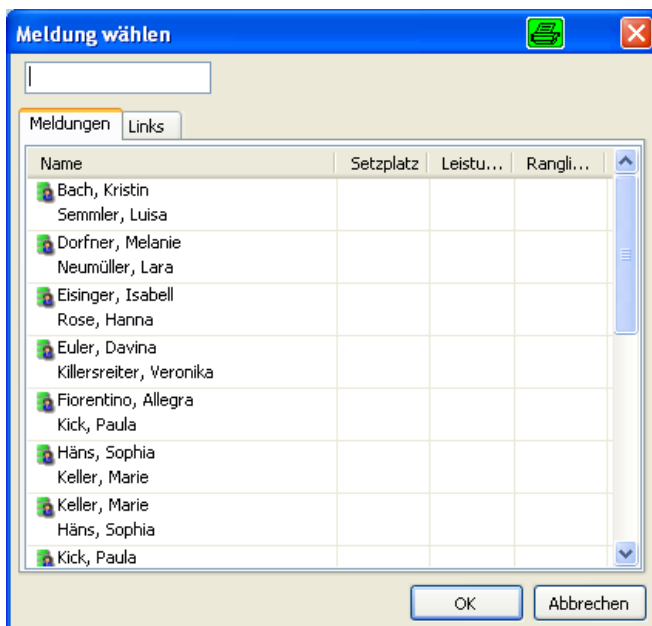 Meldung wählen
Meldungen Links
Name Setzplatz Leistu... Rangli...
Bach, Kristin
Semmler, Luisa
Dorfner, Melanie
Neumüller, Lara
Eisinger, Isabell
Rose, Hanna
Euler, Davina
Killersreiter, Veronika
Fiorentino, Allegra
Kick, Paula
Häns, Sophia
Keller, Marie
Keller, Marie
Häns, Sophia
Kick, Paula
OK Abbrechen